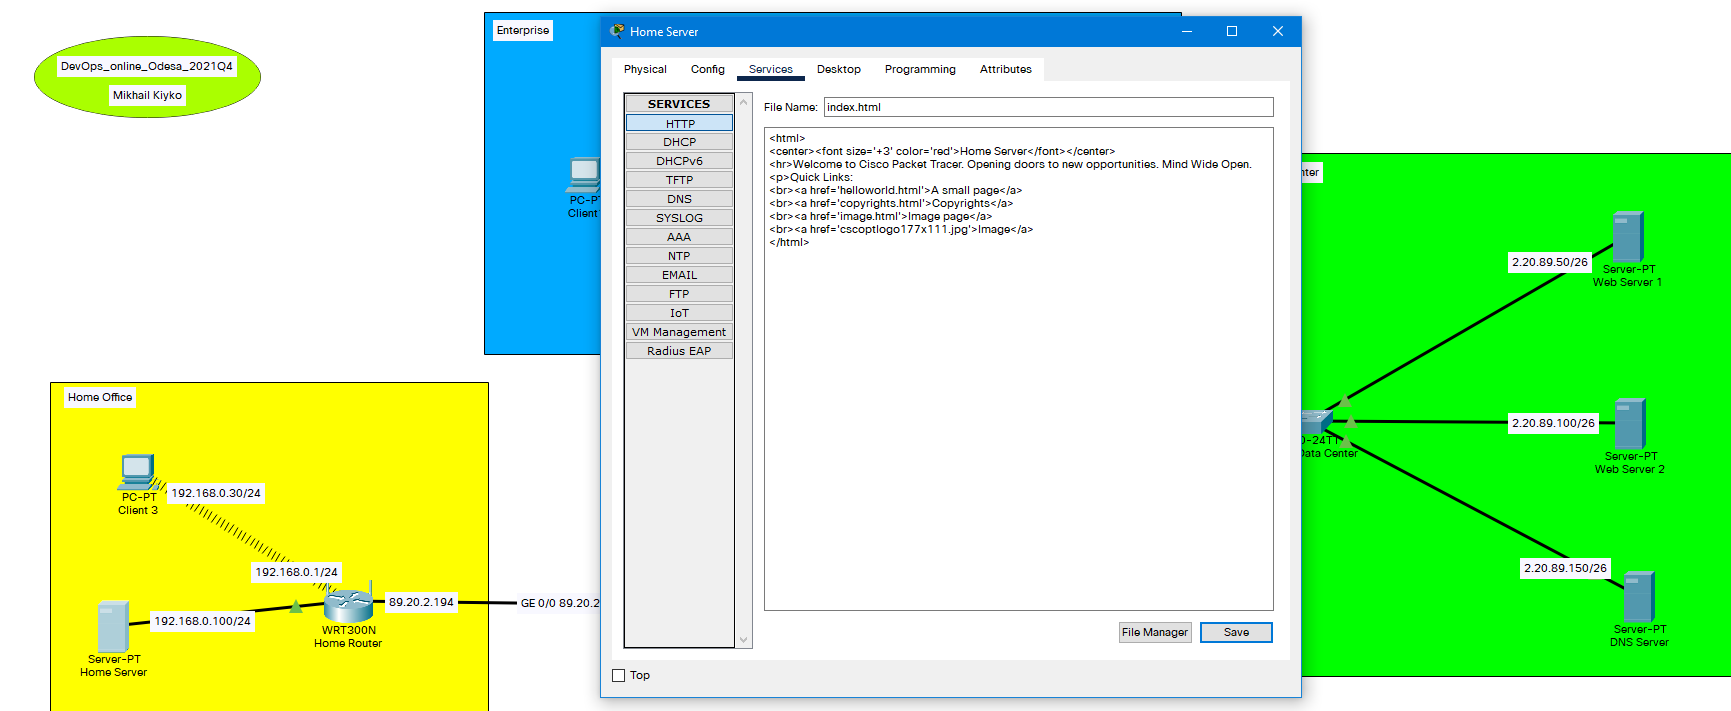 DevOps_online_Odesa_2021Q4
Mikhail Kiyko
Enterprise
PC-PT
Client
Home Server
Physical Config Services Desktop Programming Attributes
SERVICES
HTTP
DHCP
DHCPv6
TFTP
DNS
SYSLOG
AAA
NTP
EMAIL
FTP
IoT
VM Management
Radius EAP
File Name: index.html
<html>
<center><font size='+3' color='red'>Home Server</font></center>
<hr>Welcome to Cisco Packet Tracer. Opening doors to new opportunities. Mind Wide Open.
<p>Quick Links:
<br><a href='helloworld.html'>A small page</a>
<br><a href='copyrights.html'>Copyrights</a>
<br><a href='image.html'>Image page</a>
<br><a href='cscoptlogo177x111.jpg'>Image</a>
</html>
File Manager Save
Top
Home Office
PC-PT
Client 3
192.168.0.30/24
192.168.0.1/24
192.168.0.100/24
Server-PT
Home Server
WRT300N
Home Router
89.20.2.194
GE 0/0 89.20.2
nter
2.20.89.50/26
Server-PT
Web Server 1
2.20.89.100/26
Server-PT
Web Server 2
0-24TT
Data Center
2.20.89.150/26
Server-PT
DNS Server